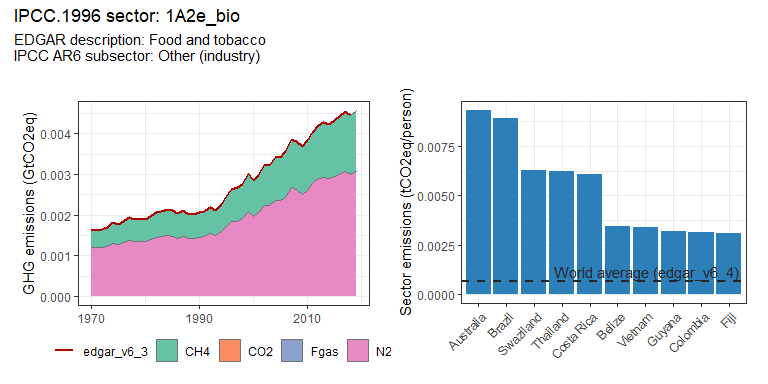 IPCC.1996 sector: 1A2e_bio
EDGAR description: Food and tobacco
IPCC AR6 subsector: Other (industry)
GHG emissions (GtCO2eq)
0.004
0.003
0.002
0.001
0.000
1970
1990
2010
edgar_v6_3
CH4
CO2
Fgas
N2
Sector emissions (tCO2eq/person)
0.0075
0.0050
0.0025
0.0000
World average (edgar_v6_4)
Australia
Brazil
Swaziland
Thailand
Costa Rica
Belize
Vietnam
Guyana
Colombia
Fiji